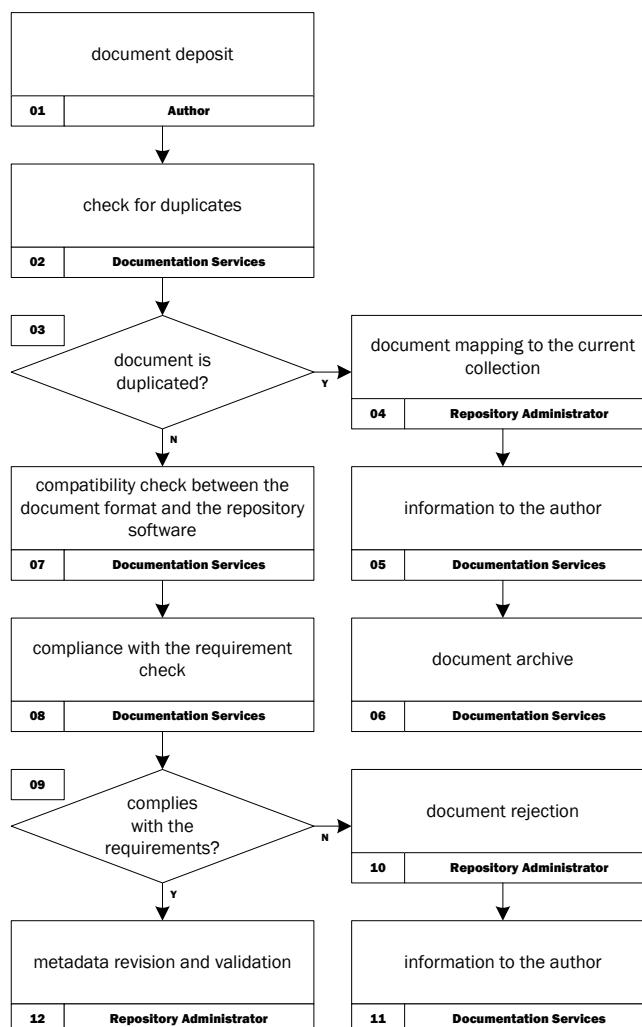 document deposit
01 Author
check for duplicates
02 Documentation Services
03
document is
duplicated?
Y
N
document mapping to the current
collection
04 Repository Administrator
information to the author
05 Documentation Services
document archive
06 Documentation Services
compatibility check between the
document format and the repository
software
07 Documentation Services
compliance with the requirement
check
08 Documentation Services
09
complies
with the
requirements?
N
Y
document rejection
10 Repository Administrator
information to the author
11 Documentation Services
metadata revision and validation
12 Repository Administrator